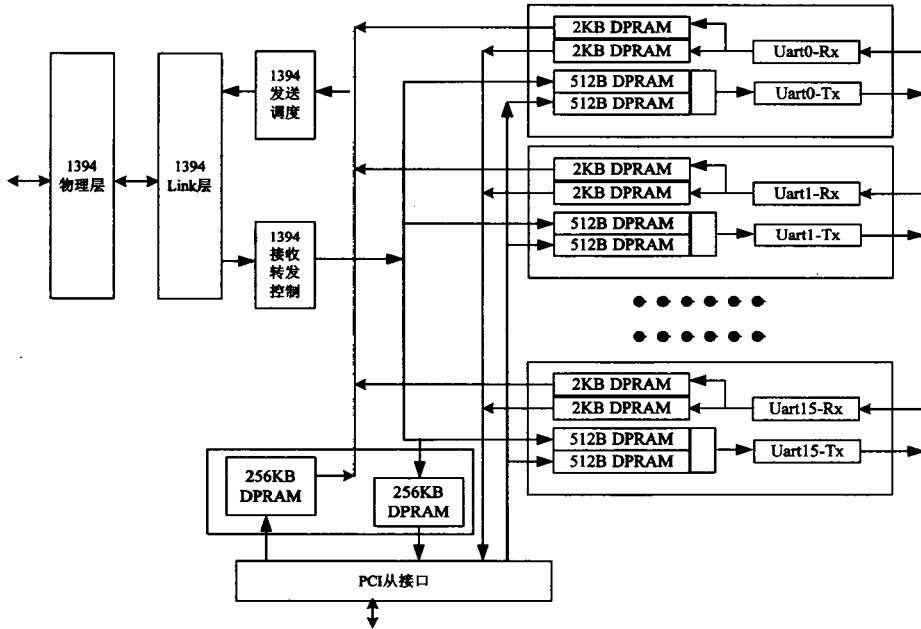 1394
物理层
1394
Link层
1394
发送
调度
1394
接收
转发
控制
2KB DPRAM
2KB DPRAM
Uart0-Rx
512B DPRAM
512B DPRAM
Uart0-Tx
2KB DPRAM
2KB DPRAM
Uart1-Rx
512B DPRAM
512B DPRAM
Uart1-Tx
2KB DPRAM
2KB DPRAM
Uart15-Rx
512B DPRAM
512B DPRAM
Uart15-Tx
256KB
DPRAM
256KB
DPRAM
PCI从接口